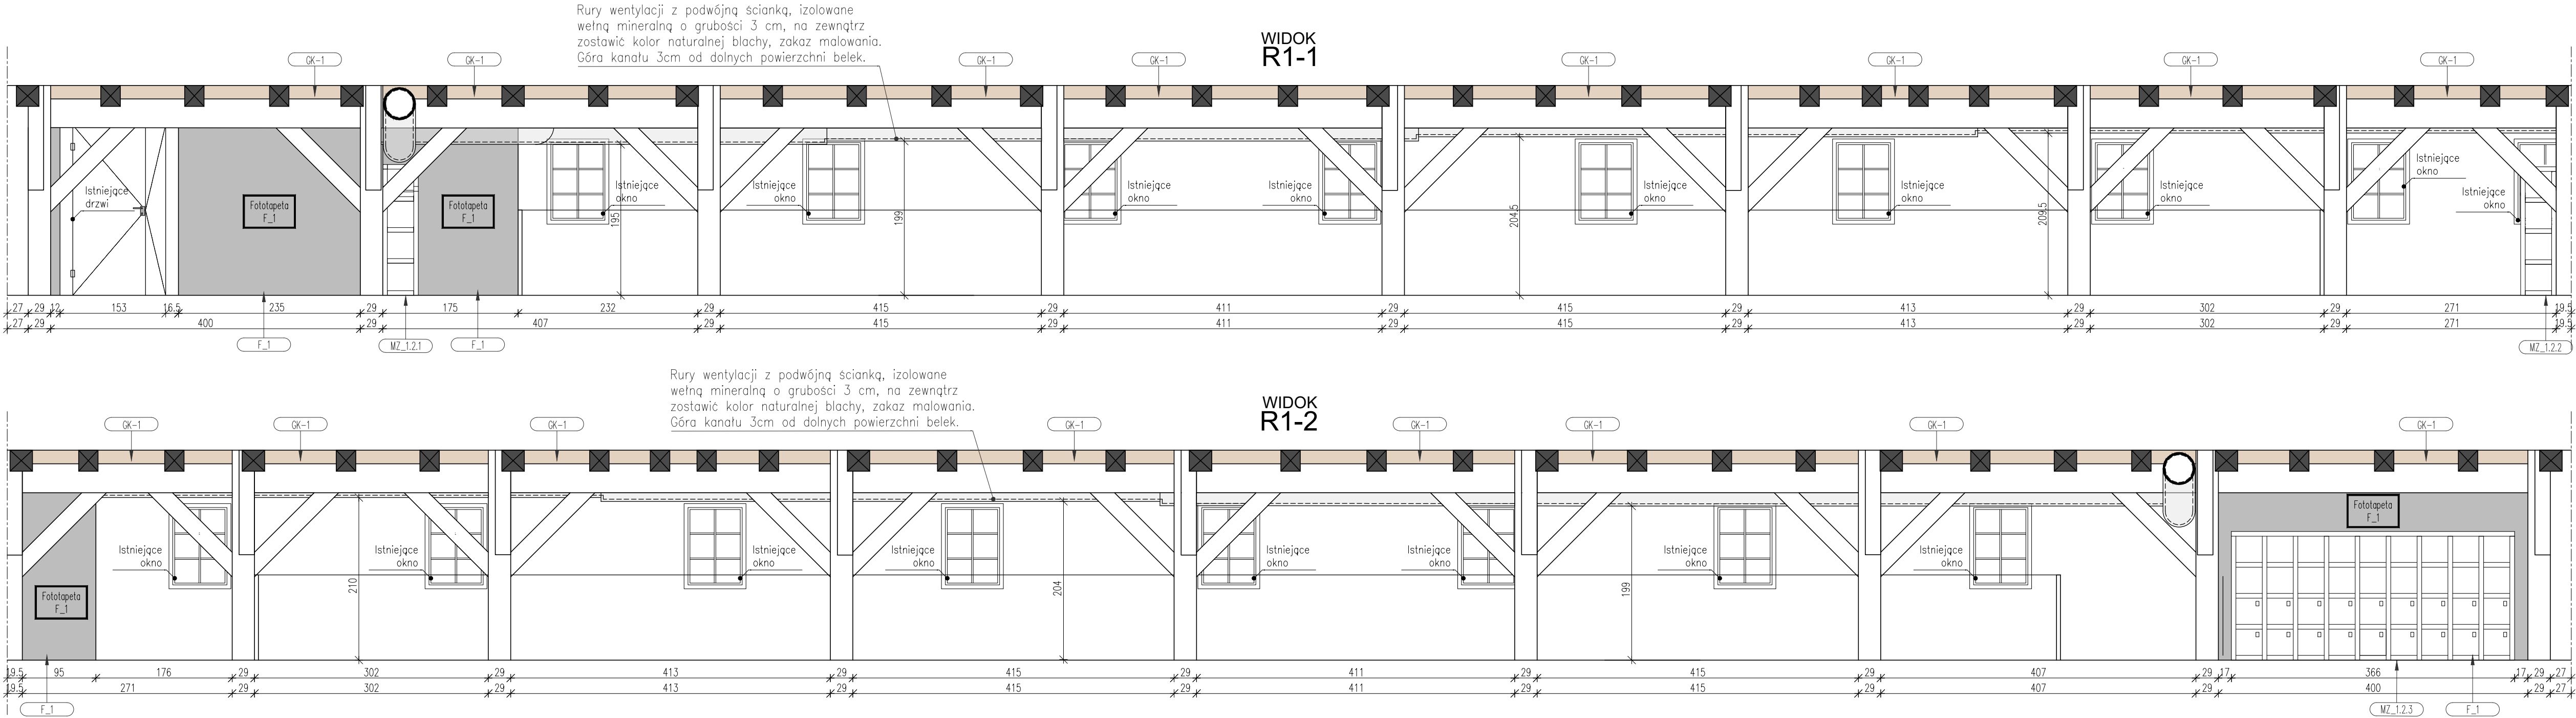 Rury wentylacji z podwójną ścianką, izolowane
wełną mineralną o grubości 3 cm, na zewnątrz
zostawić kolor naturalnej blachy, zakaz malowania.
Góra kanału 3cm od dolnych powierzchni belek.
WIDOK
R1-1
GK-1 GK-1 GK-1 GK-1 GK-1 GK-1 GK-1 GK-1
Istniejące
drzwi
Fototapeta
F_1
Fototapeta
F_1
Istniejące
okno
195
Istniejące
okno
199
Istniejące
okno
Istniejące
okno
204.5
Istniejące
okno
Istniejące
okno
209.5
Istniejące
okno
Istniejące
okno
Istniejące
okno
27 29 12 153 16.5 235 29 175 232 29 415 29 411 29 415 29 413 29 302 29 271 19.5
27 29 400 29 407 29 415 29 411 29 415 29 413 29 302 29 271 19.5
F_1 MZ_1.2.1 F_1 MZ_1.2.2
Rury wentylacji z podwójną ścianką, izolowane
wełną mineralną o grubości 3 cm, na zewnątrz
zostawić kolor naturalnej blachy, zakaz malowania.
Góra kanału 3cm od dolnych powierzchni belek.
WIDOK
R1-2
GK-1 GK-1 GK-1 GK-1 GK-1 GK-1 GK-1 GK-1
Fototapeta
F_1
Istniejące
okno
210
Istniejące
okno
Istniejące
okno
Istniejące
okno
204
Istniejące
okno
Istniejące
okno
199
Istniejące
okno
Istniejące
okno
Fototapeta
F_1
19.5 95 176 29 302 29 413 29 415 29 411 29 415 29 407 29 17 366 17 29 27
19.5 271 29 302 29 413 29 415 29 411 29 415 29 407 29 400 29 27
F_1 MZ_1.2.3 F_1